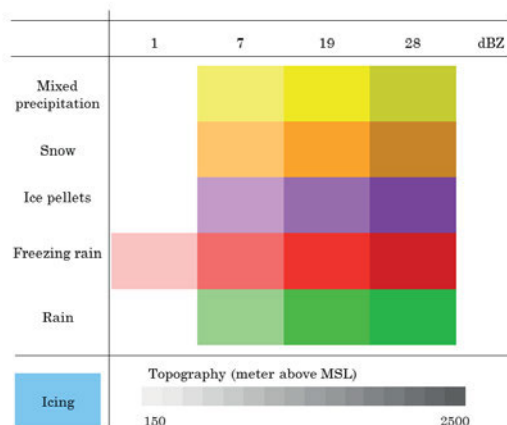 1 7 19 28 dBZ
Mixed
precipitation
Snow
Ice pellets
Freezing rain
Rain
Topography (meter above MSL)
Icing
150 2500